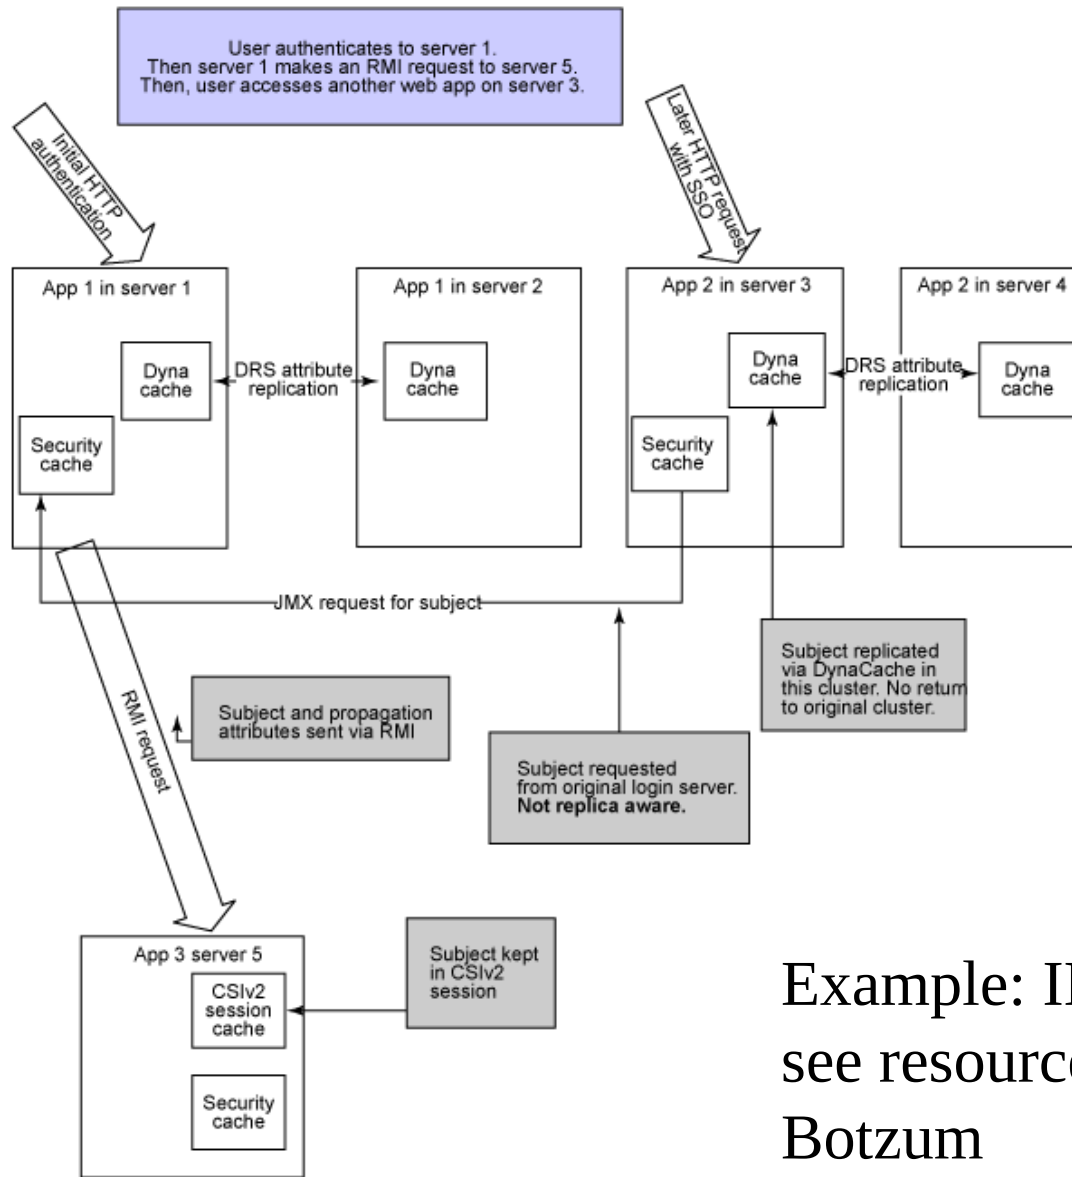 User authenticates to server 1.
Then server 1 makes an RMI request to server 5.
Then, user accesses another web app on server 3.
Initial HTTP
authentication
Later HTTP request
with SSO
App 1 in server 1
Dyna
cache
Security
cache
DRS attribute
replication
App 1 in server 2
Dyna
cache
App 2 in server 3
Dyna
cache
Security
cache
DRS attribute
replication
App 2 in server 4
Dyna
cache
JMX request for subject
RMI request
Subject and propagation
attributes sent via RMI
Subject requested
from original login server.
Not replica aware.
Subject replicated
via DynaCache in
this cluster. No return
to original cluster.
App 3 server 5
CSIv2
session
cache
Security
cache
Subject kept
in CSIv2
session
Example:
see
Botzum